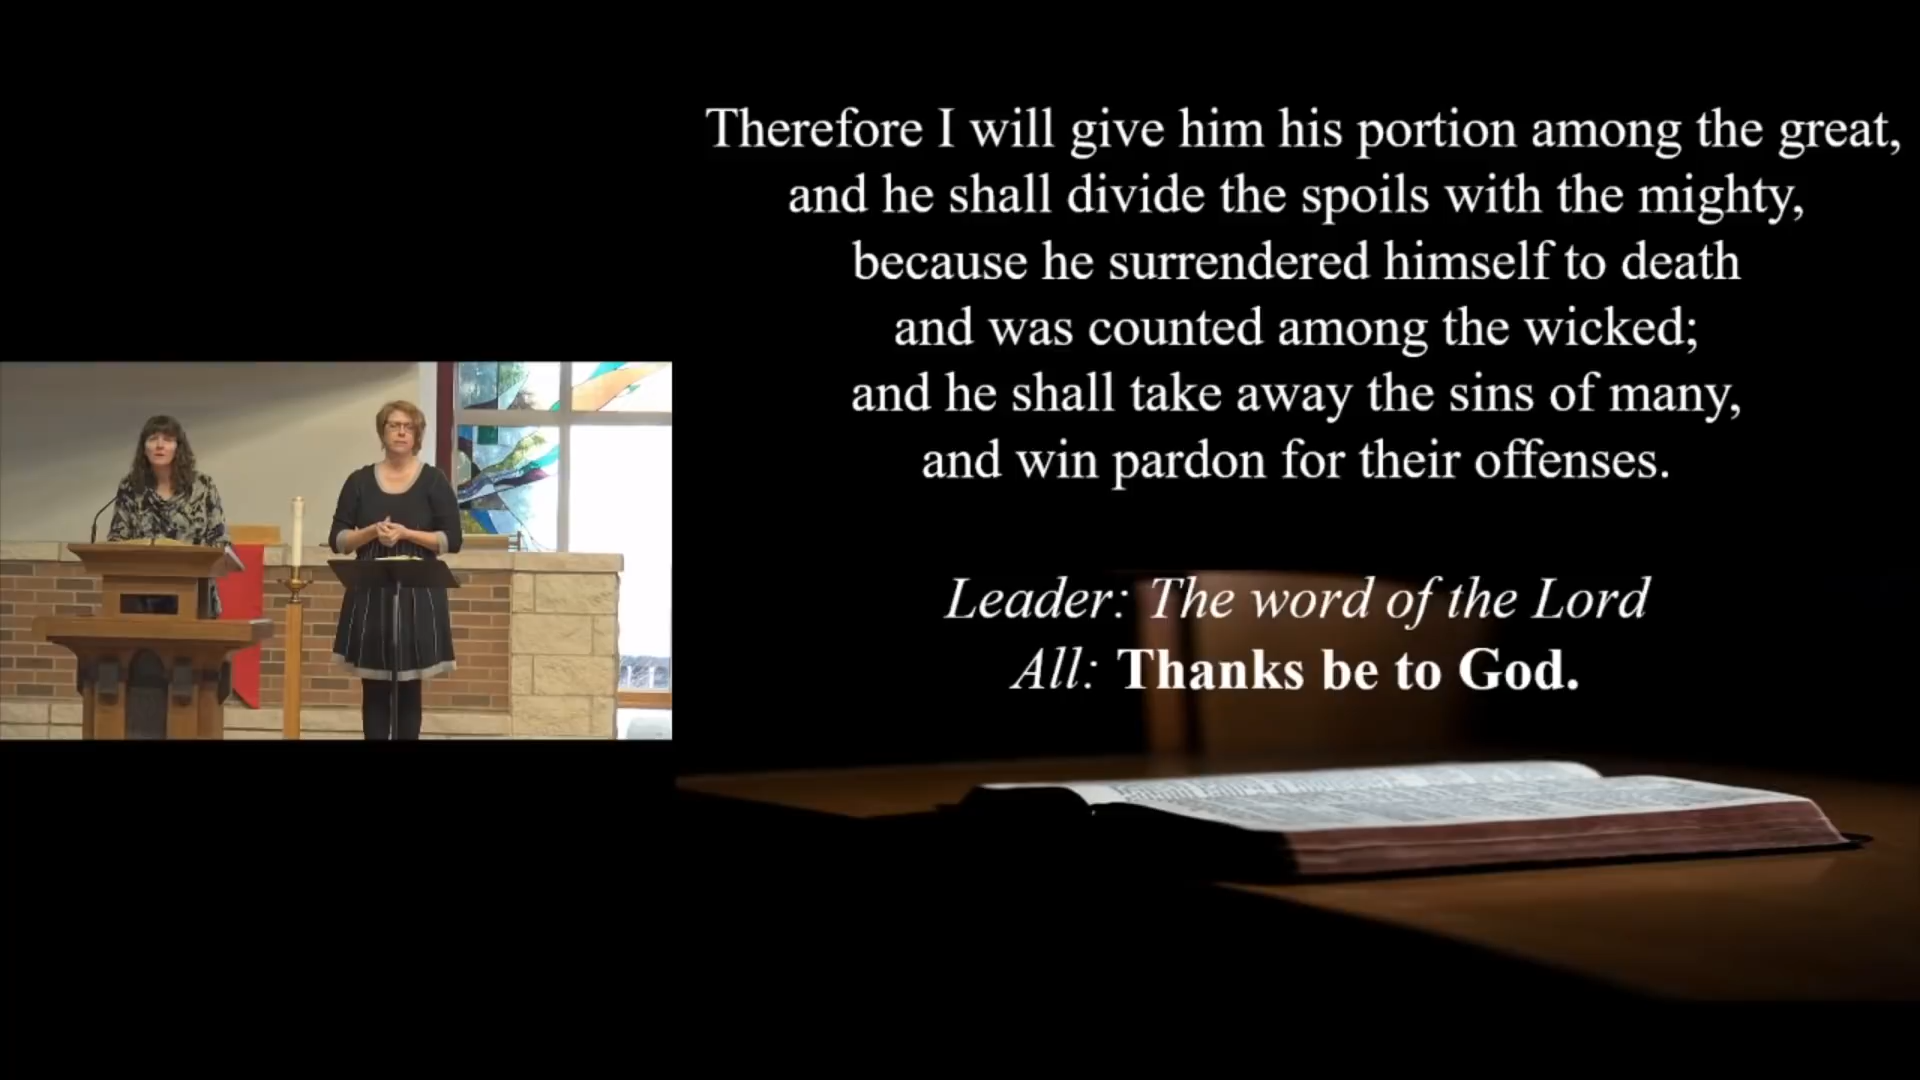 Therefore I will give him his portion among the great,
and he shall divide the spoils with the mighty,
because he surrendered himself to death
and was counted among the wicked;
and he shall take away the sins of many,
and win pardon for their offenses.
Leader: The word of the Lord
All: Thanks be to God.